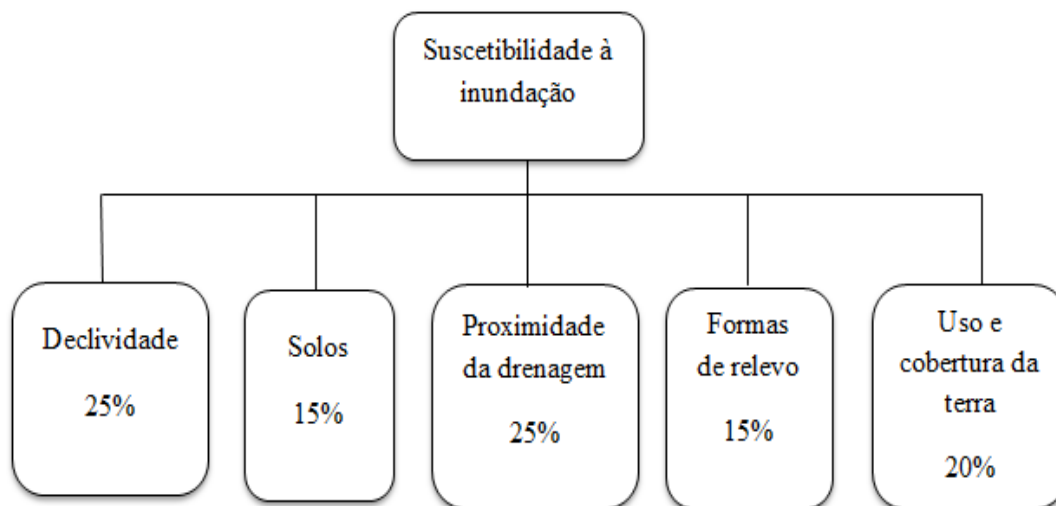 Suscetibilidade à
inundação
Declividade
25%
Solos
15%
Proximidade
da drenagem
25%
Formas
de relevo
15%
Uso e
cobertura da
terra
20%